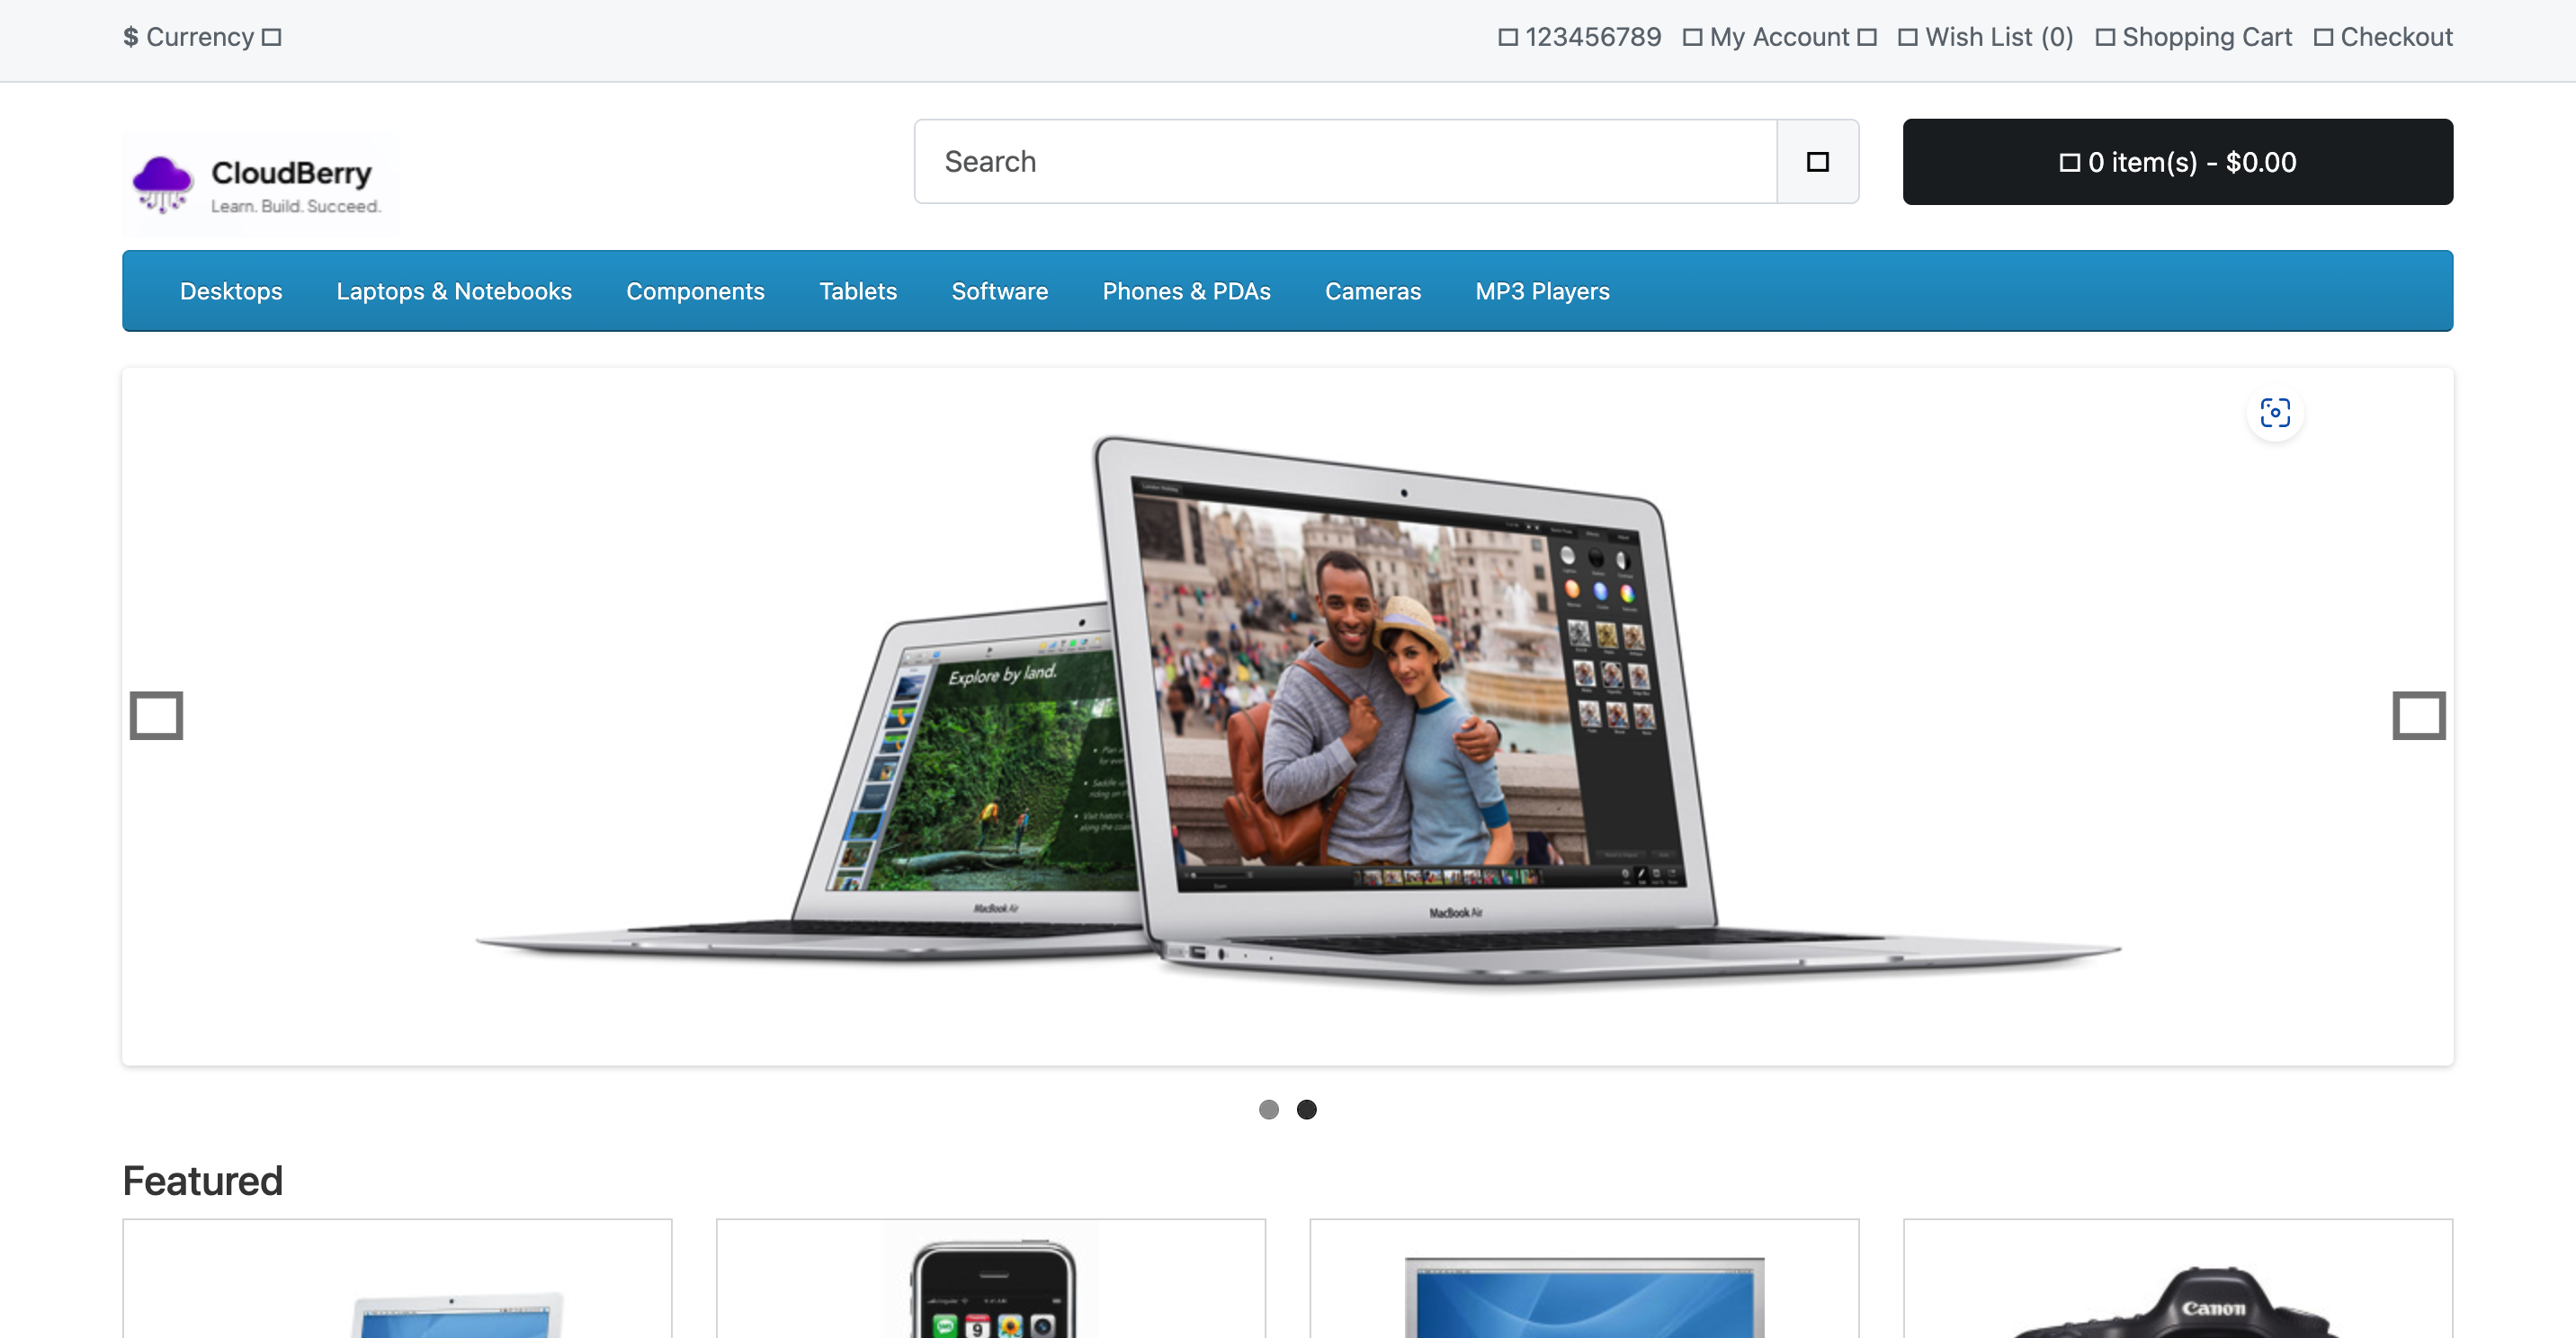 $ Currency
123456789 My Account Wish List (0) Shopping Cart Checkout
CloudBerry
Learn. Build. Succeed.
Search
0 item(s) - $0.00
Desktops Laptops & Notebooks Components Tablets Software Phones & PDAs Cameras MP3 Players
Explore by land.
MacBook Air
MacBook Air
Featured
9
Canon